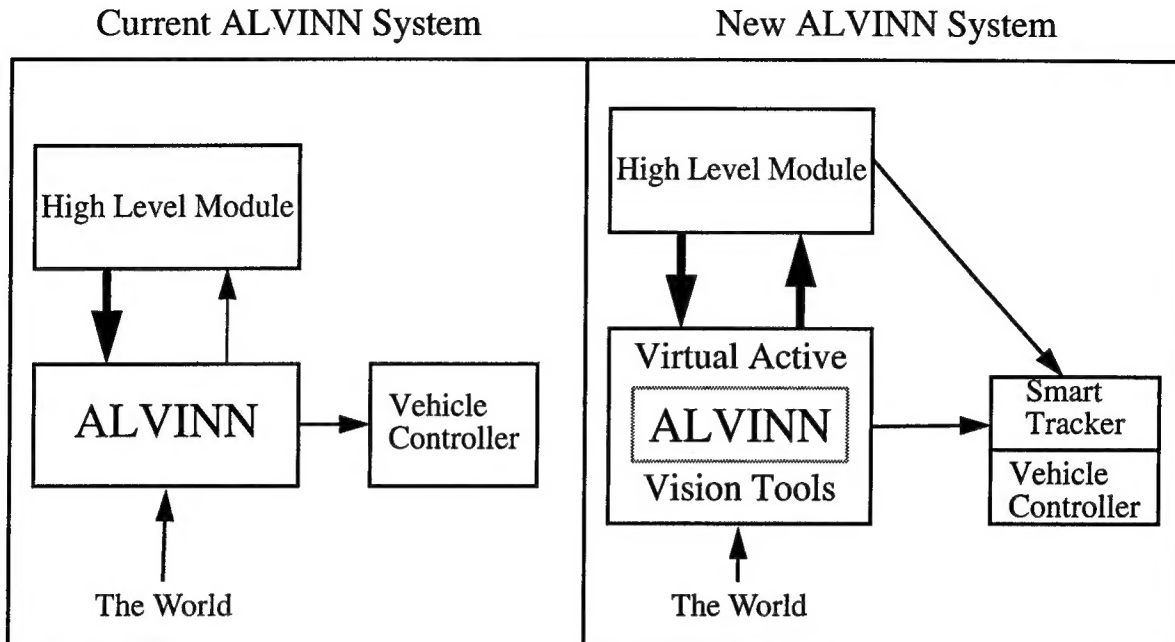 Current ALVINN System
High Level Module
ALVINN
Vehicle
Controller
The World
New ALVINN System
High Level Module
Virtual Active
ALVINN
Vision Tools
Smart
Tracker
Vehicle
Controller
The World